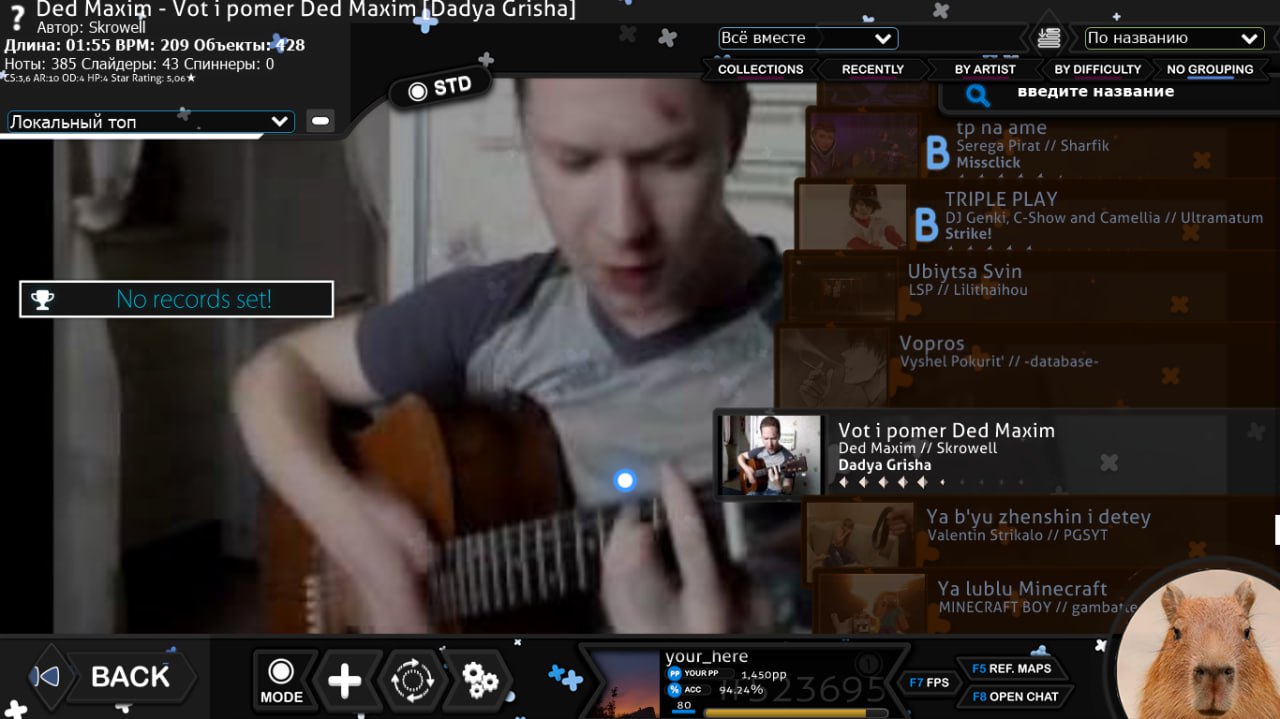 ?
Ded Maxim - Vot i pomer Ded Maxim [Dadya Grisha]
Автор: Skrowell
Длина: 01:55 BPM: 209 Объекты: 428
Ноты: 385 Слайдеры: 43 Спиннеры: 0
CS:3,6 AR:10 OD:4 HP:4 Star Rating: 5,06★
Локальный топ
STD
Всё вместе
По названию
COLLECTIONS
RECENTLY
BY ARTIST
BY DIFFICULTY
NO GROUPING
введите название
B
tp na ame
Serega Pirat // Sharfik
Missclick
B
TRIPLE PLAY
DJ Genki, C-Show and Camellia // Ultramatum
Strike!
Ubiytsa Svin
LSP // Lilithaihou
Vopros
Vyshel Pokurit' // -database-
Vot i pomer Ded Maxim
Ded Maxim // Skrowell
Dadya Grisha
Ya b'yu zhenshin i detey
Valentin Strikalo // PGSYT
Ya lublu Minecraft
MINECRAFT BOY // gambatte
No records set!
BACK
MODE
your_here
PP YOUR PP 1,450pp
% ACC 94.24%
80
#223695
F7 FPS
F5 REF. MAPS
F8 OPEN CHAT